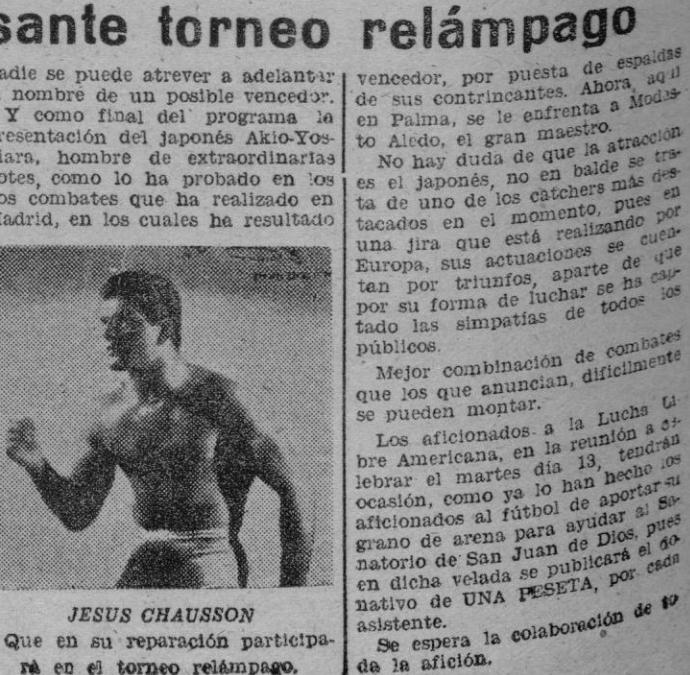 sante torneo relámpago
adie se puede atrever a adelantar
nombre de un posible vencedor.
Y como final del programa la
resentación del japonés Akio-Yos-
iara, hombre de extraordinarias
otes, como lo ha probado en los
os combates que ha realizado en
Madrid, en los cuales ha resultado
JESUS CHAUSSON
Que en su reparación participa-
rá en el torneo relámpago.
vencedor, por puesta de espaldas
de sus contrincantes. Ahora, aquí
en Palma, se le enfrenta a Modes-
to Aledo, el gran maestro.
No hay duda de que la atracción
es el japonés, no en balde se tra-
ta de uno de los catchers más des-
tacados en el momento, pues en
una jira que está realizando por
Europa, sus actuaciones se cuen-
tan por triunfos, aparte de que
por su forma de luchar se ha cap-
tado las simpatías de todos los
públicos.
Mejor combinación de combates
que los que anuncian, dificilmente
se pueden montar.
Los aficionados a la Lucha Li-
bre Americana, en la reunión a ce-
lebrar el martes día 13, tendrán
ocasión, como ya lo han hecho los
aficionados al fútbol de aportar su
grano de arena para ayudar al Sa-
natorio de San Juan de Dios, pues
en dicha velada se publicará el do-
nativo de UNA PESETA, por cada
asistente.
Se espera la colaboración de to
da la afición.